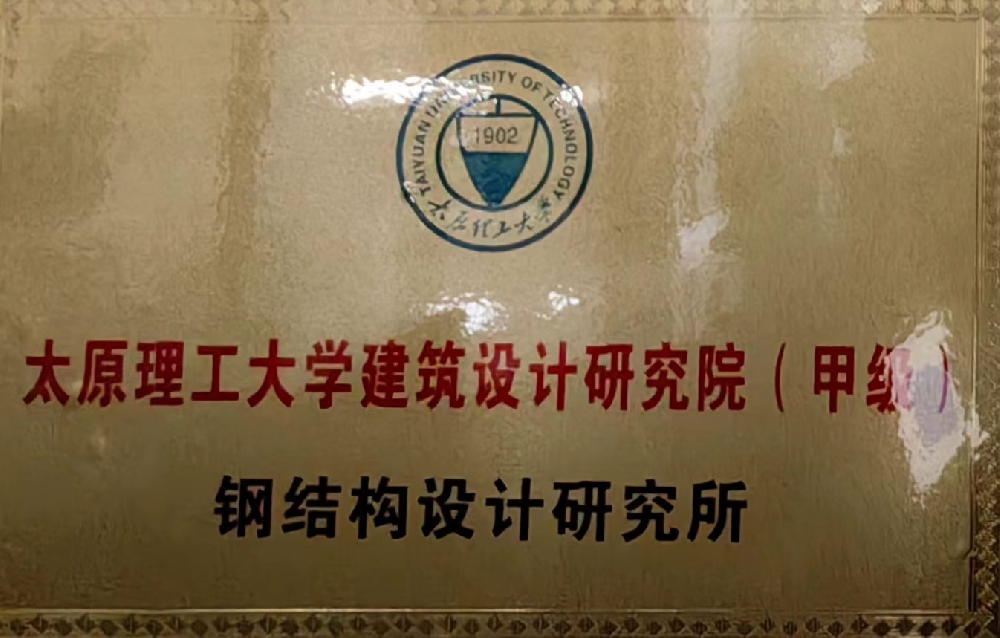 TAIYUAN UNIVERSITY OF TECHNOLOGY
1902
太原理工大学
太原理工大学建筑设计研究院（甲级）
钢结构设计研究所